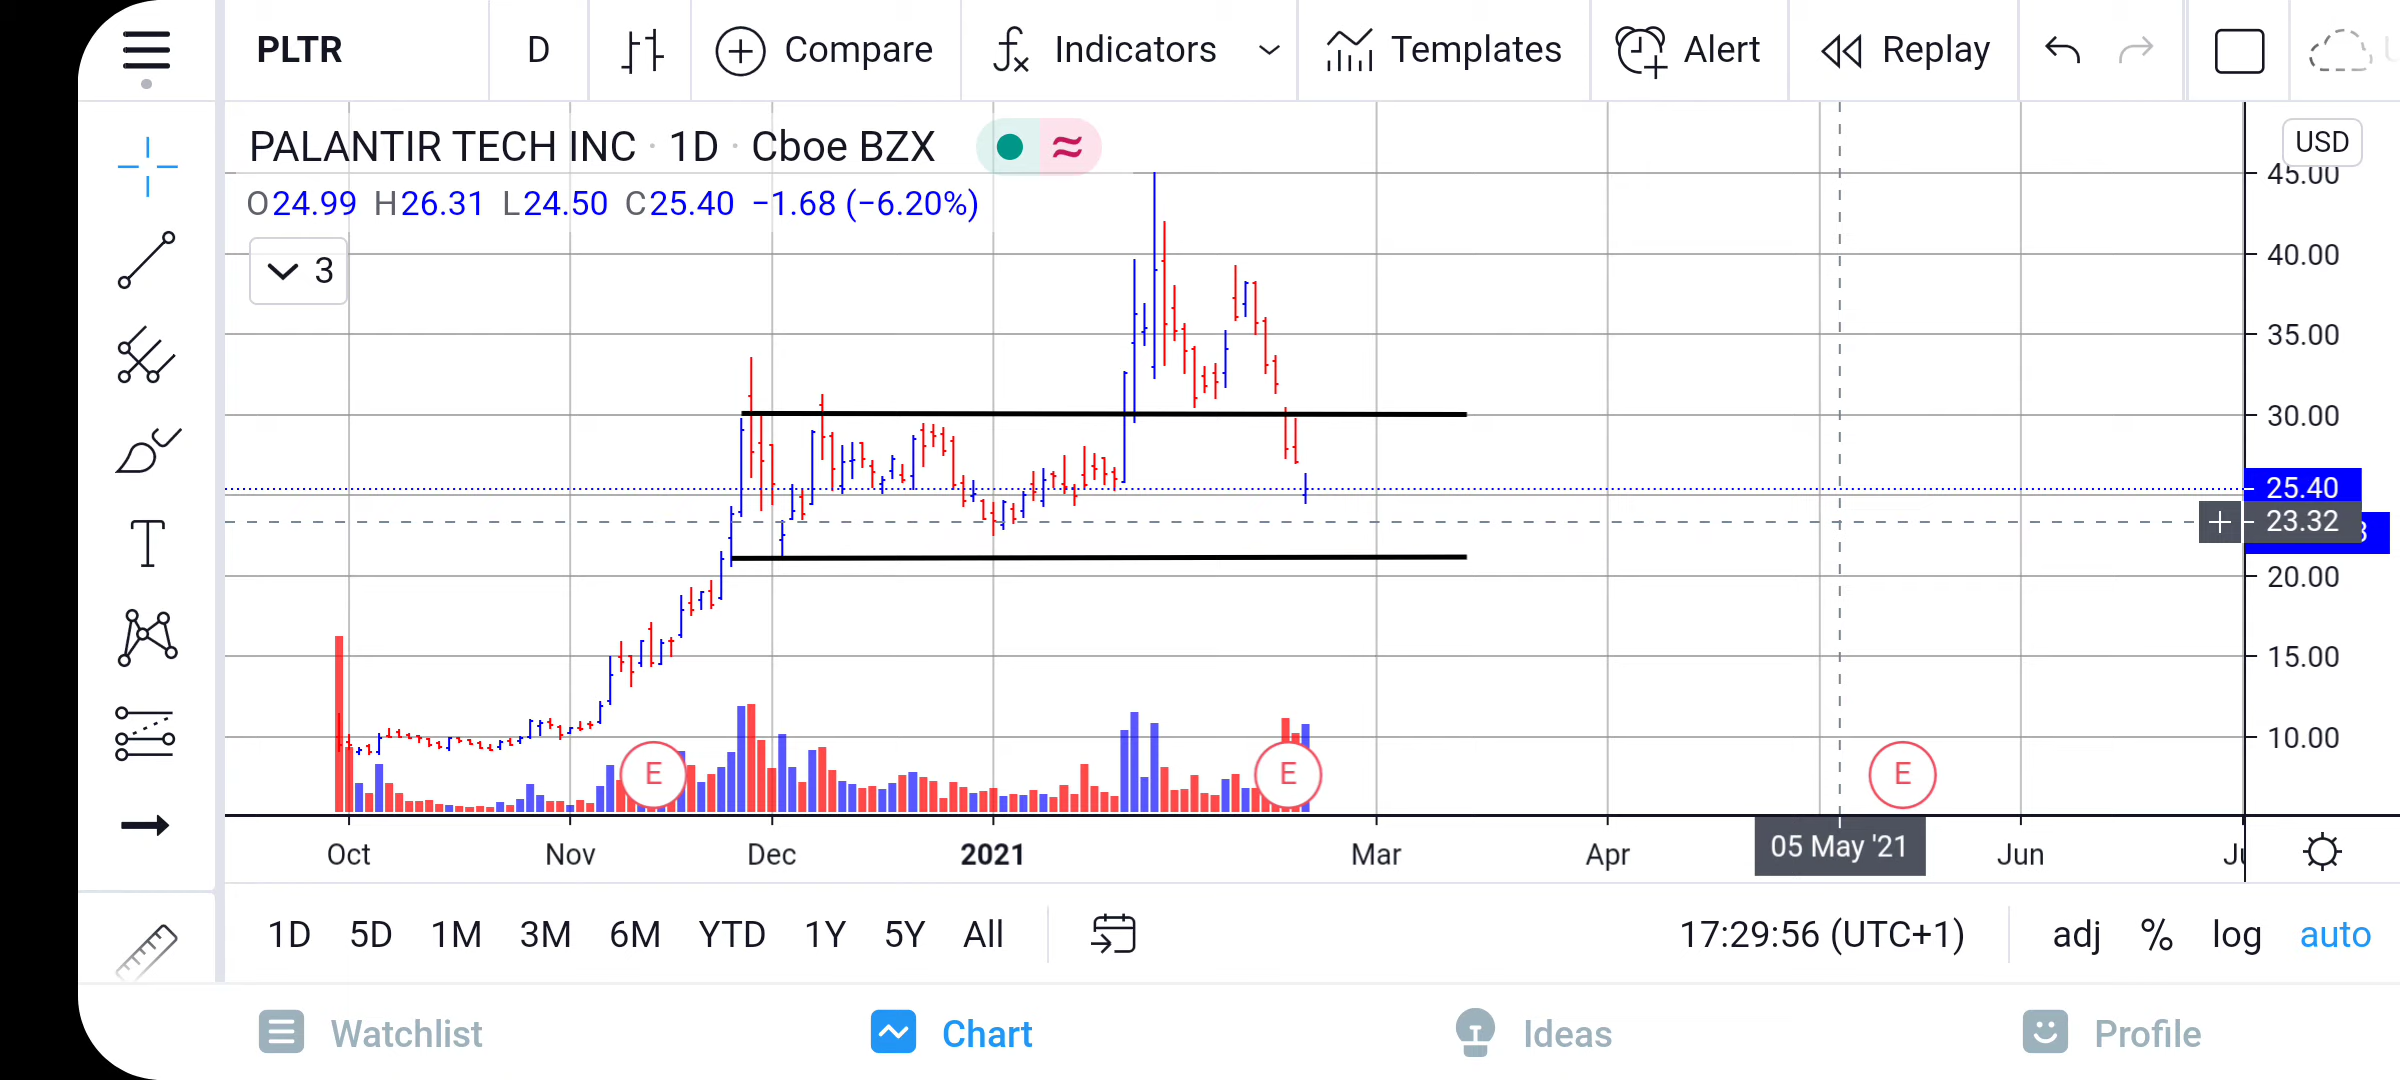 PLTR D Compare Indicators Templates Alert Replay
PALANTIR TECH INC · 1D · Cboe BZX
USD
O24.99 H26.31 L24.50 C25.40 −1.68 (−6.20%)
3
45.00
40.00
35.00
30.00
25.40
23.32
20.00
15.00
10.00
E E E
Oct Nov Dec 2021 Mar Apr 05 May '21 Jun
1D 5D 1M 3M 6M YTD 1Y 5Y All 17:29:56 (UTC+1) adj % log auto
Watchlist Chart Ideas Profile